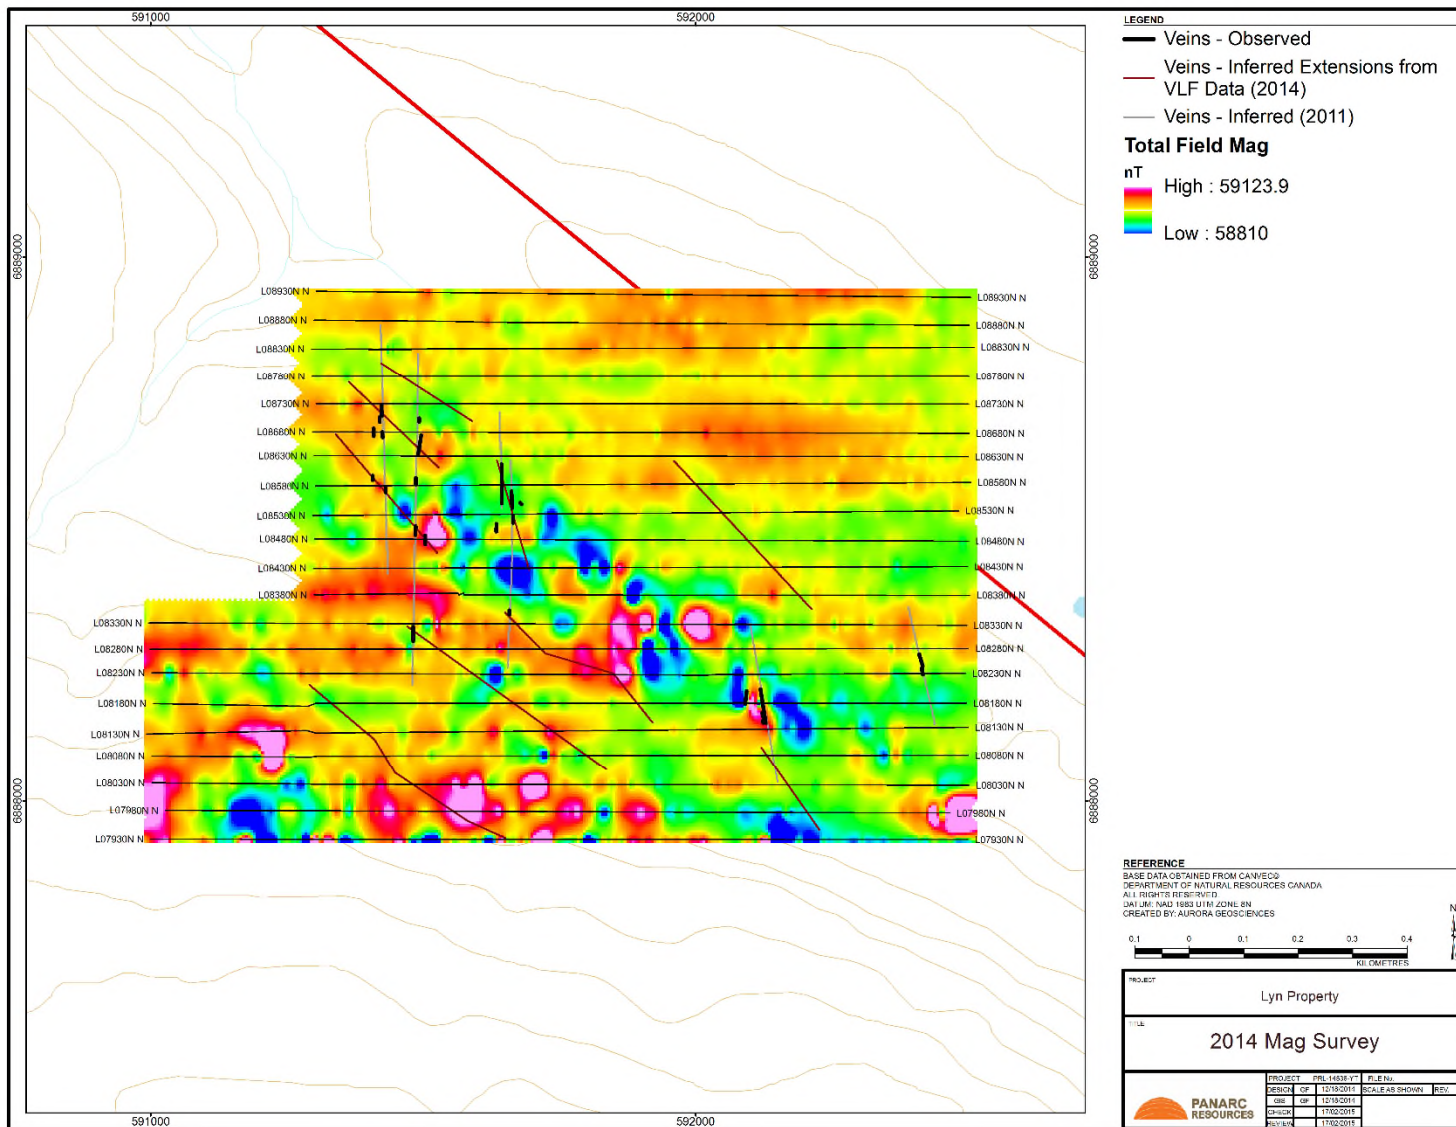 591000 592000
LEGEND
Veins - Observed
Veins - Inferred Extensions from
VLF Data (2014)
Veins - Inferred (2011)
Total Field Mag
nT
High : 59123.9
Low : 58810
6889000 6889000
L08930N N L08930N N
L08880N N L08880N N
L08830N N L08830N N
L08780N N L08780N N
L08730N N L08730N N
L08680N N L08680N N
L08630N N L08630N N
L08580N N L08580N N
L08530N N L08530N N
L08480N N L08480N N
L08430N N L08430N N
L08380N N L08380N N
L08330N N L08330N N
L08280N N L08280N N
L08230N N L08230N N
L08180N N L08180N N
L08130N N L08130N N
L08080N N L08080N N
L08030N N L08030N N
L07980N N L07980N N
L07930N N L07930N N
6888000 6888000
REFERENCE
BASE DATA OBTAINED FROM CANVEC©
DEPARTMENT OF NATURAL RESOURCES CANADA
ALL RIGHTS RESERVED
DATUM: NAD 1983 UTM ZONE 8N
CREATED BY: AURORA GEOSCIENCES
N
0.1 0 0.1 0.2 0.3 0.4
KILOMETRES
PROJECT
Lyn Property
TITLE
2014 Mag Survey
PANARC
RESOURCES
PROJECT FILE No.
DESIGN GF 12/18/2014 SCALE AS SHOWN REV.
GIS GF 12/18/2014
CHECK 17/02/2015
REVIEW 17/02/2015
591000 592000